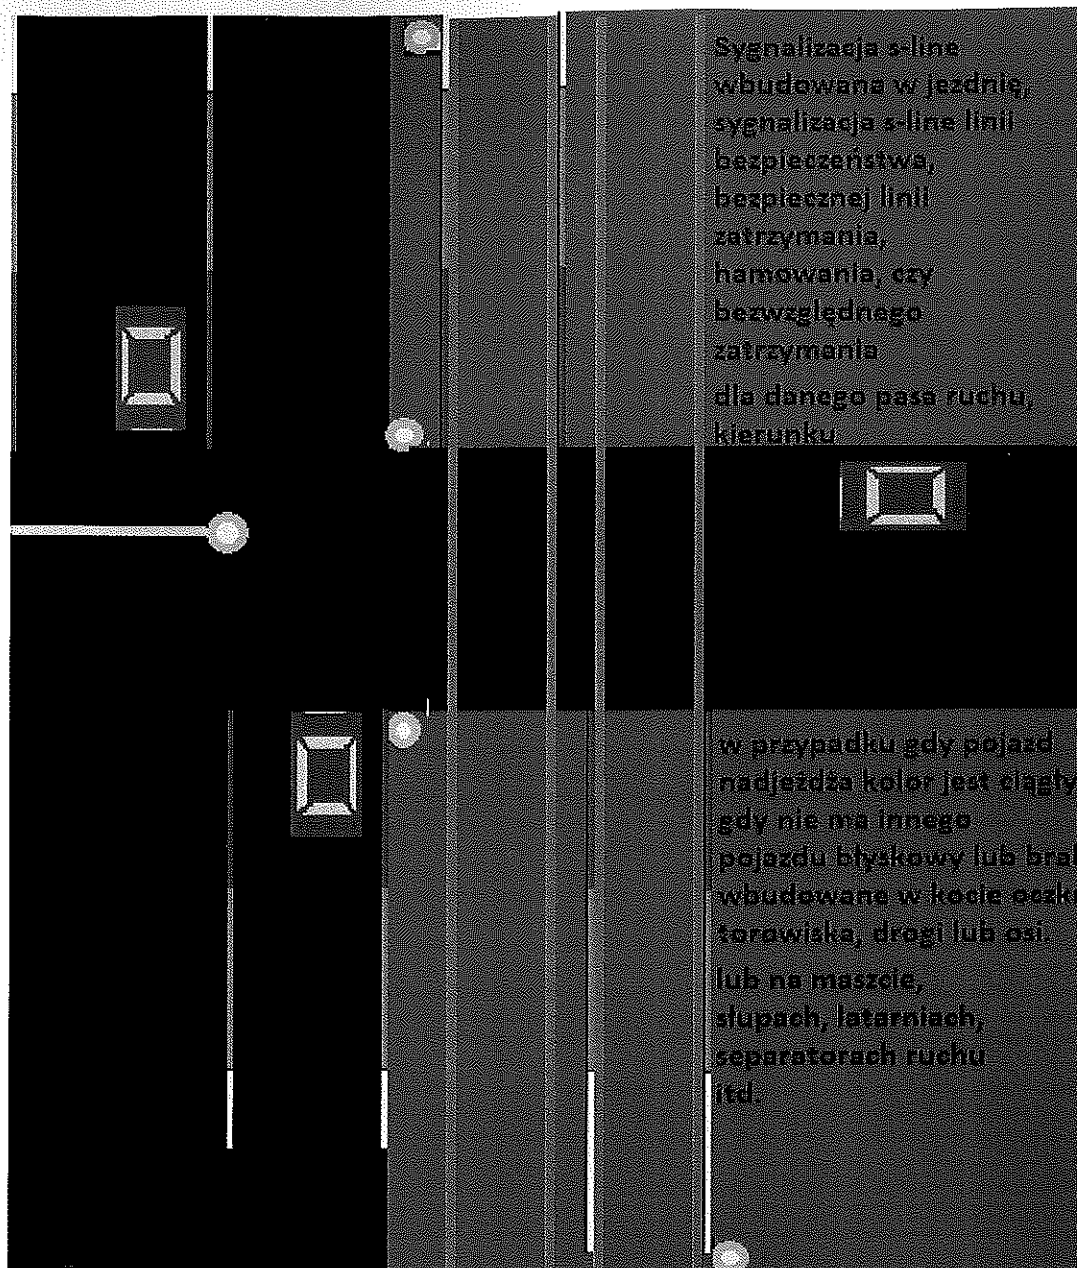 Sygnalizacja s-line
wbudowana w jezdnię,
sygnalizacja s-line linii
bezpieczeństwa,
bezpiecznej linii
zatrzymania,
hamowania, czy
bezwzględnego
zatrzymania
dla danego pasa ruchu,
kierunku
w przypadku gdy pojazd
nadjeżdża kolor jest ciągły
gdy nie ma innego
pojazdu błyskowy lub bra
wbudowane w kocie oczk
torowiska, drogi lub osi.
lub na maszcie,
słupach, latarniach,
separatorach ruchu
itd.